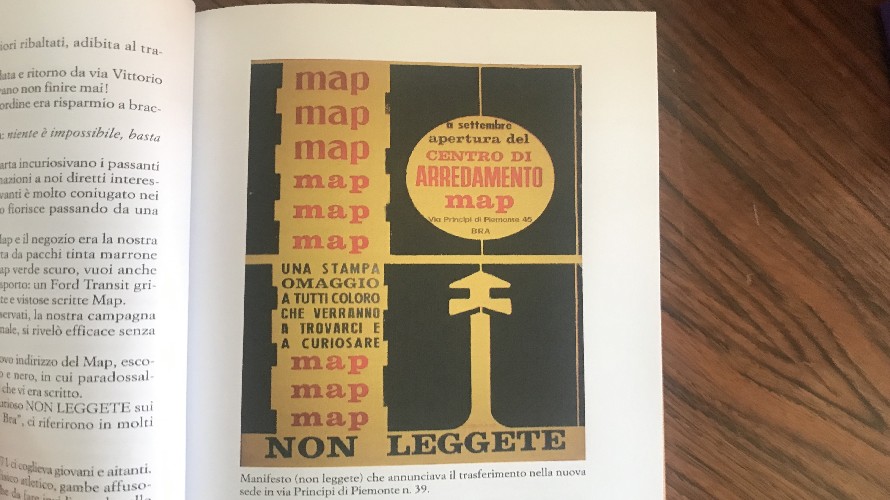 iori ribaltati, adibita al tra-
lata e ritorno da via Vittorio
ano non finire mai!
ordine era risparmio a brac-
niente è impossibile, basta
arta incuriosivano i passanti
nazioni a noi diretti interes-
vanti è molto coniugato nei
o fiorisce passando da una
ap e il negozio era la nostra
ta da pacchi tinta marrone
ap verde scuro, vuoi anche
sporto: un Ford Transit gri-
te e vistose scritte Map.
servati, la nostra campagna
nale, si rivelò efficace senza
ovo indirizzo del Map, esco-
o e nero, in cui paradossal-
che vi era scritto.
urioso NON LEGGETE sui
Bra", ci riferirono in molti
ci coglieva giovani e aitanti.
atletico, gambe affuso-
map
map
map
map
map
map
UNA STAMPA
OMAGGIO
A TUTTI COLORO
CHE VERRANNO
A TROVARCI E
A CURIOSARE
map
map
map
a settembre
apertura del
CENTRO DI
ARREDAMENTO
map
Via Principi di Piemonte 45
BRA
NON LEGGETE
Manifesto (non leggete) che annunciava il trasferimento nella nuova
sede in via Principi di Piemonte n. 39.